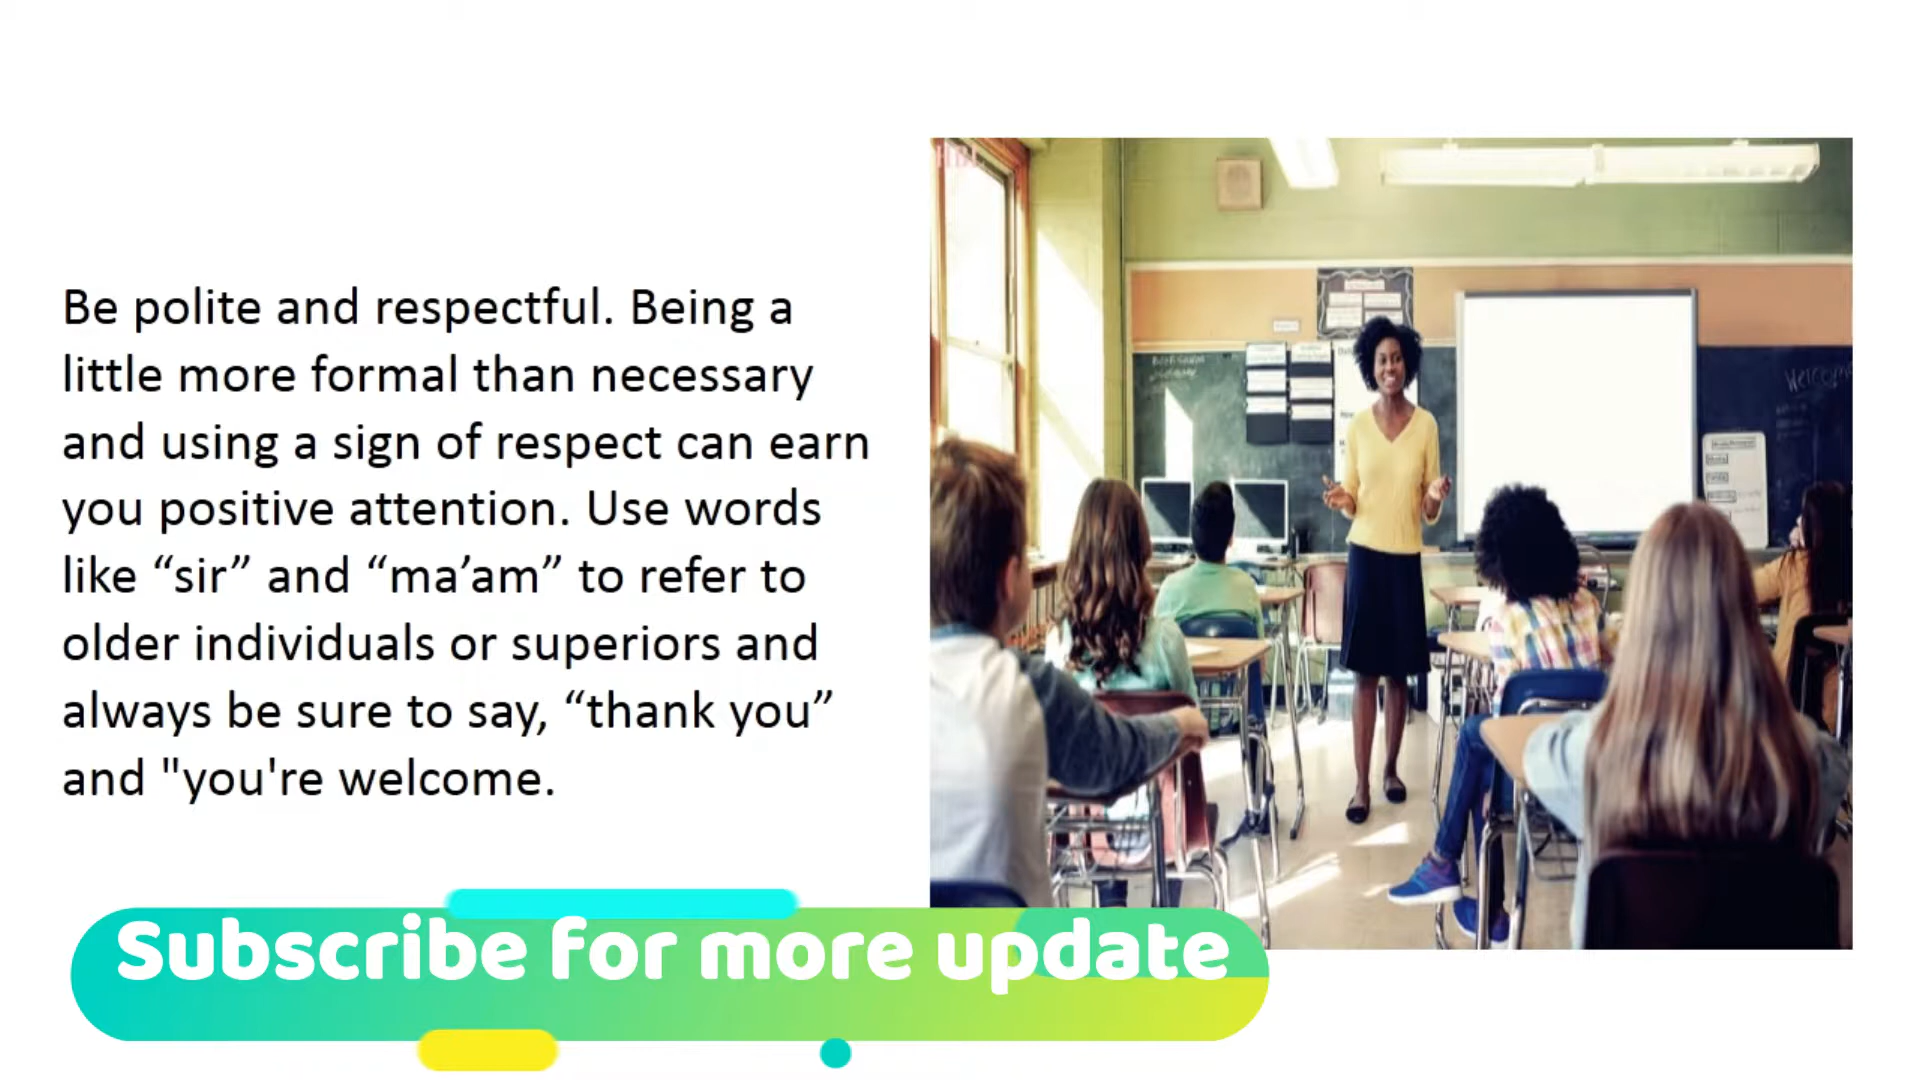 Be polite and respectful. Being a
little more formal than necessary
and using a sign of respect can earn
you positive attention. Use words
like “sir” and “ma’am” to refer to
older individuals or superiors and
always be sure to say, “thank you”
and "you're welcome.
Welcome
Subscribe for more update